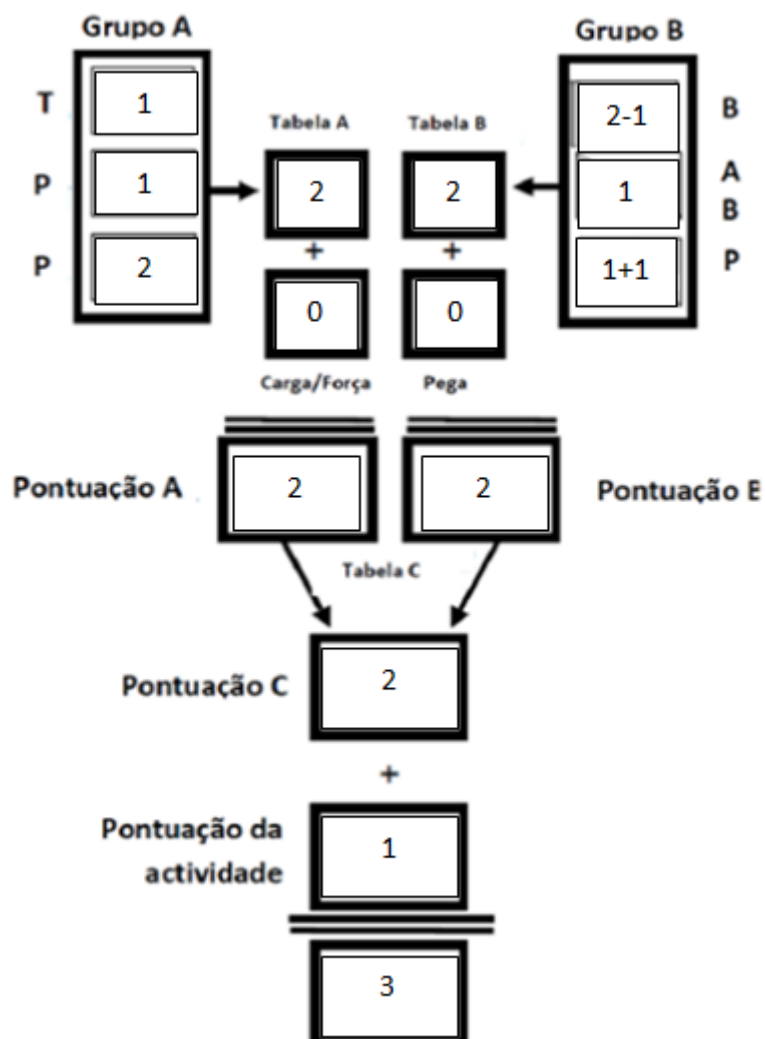 Grupo A
Grupo B
T
1
Tabela A
Tabela B
2-1
B
P
1
2
2
1
A
B
+
+
P
2
0
0
1+1
P
Carga/Força
Pega
Pontuação A
2
2
Pontuação B
Tabela C
Pontuação C
2
+
Pontuação da
actividade
1
3